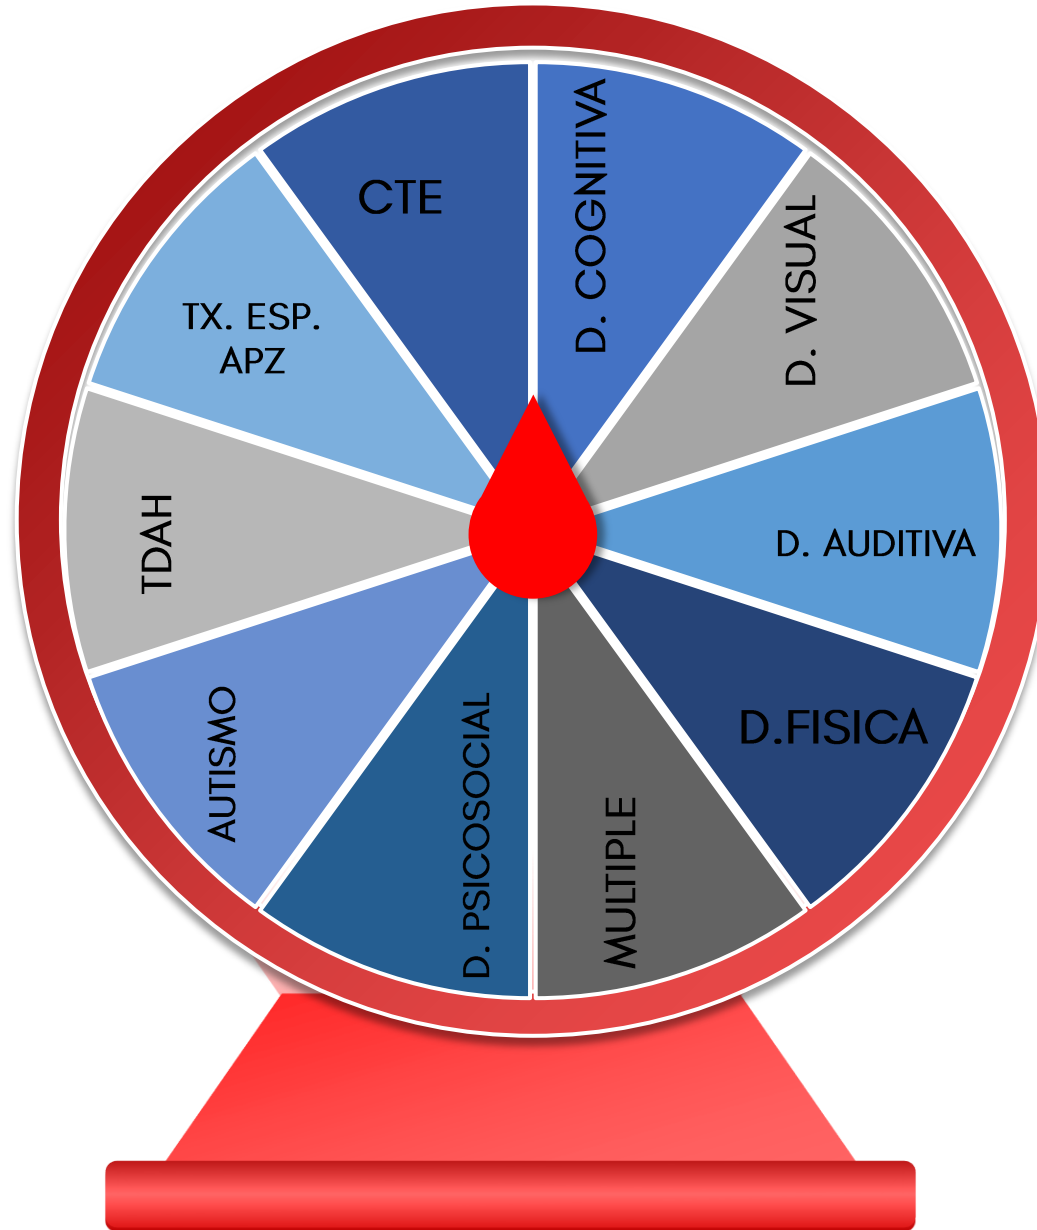 CTE
D. COGNITIVA
D. VISUAL
TX. ESP.
APZ
TDAH
D. AUDITIVA
D.FISICA
AUTISMO
D. PSICOSOCIAL
MULTIPLE